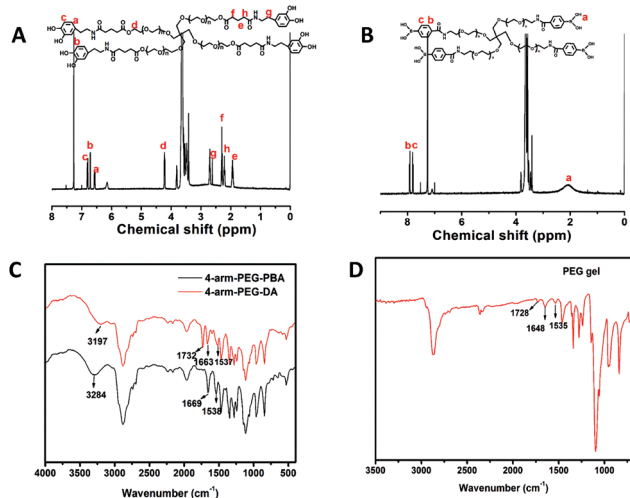 A
c a
b
d
f h
e
g
HO
OH
O
NH
f
b
c
a
d
g
h
e
8 7 6 5 4 3 2 1 0
Chemical shift (ppm)
B
c b
a
b c
a
8 6 4 2 0
Chemical shift (ppm)
C
4-arm-PEG-PBA
4-arm-PEG-DA
3197
1732
1663
1537
3284
1669
1538
4000 3500 3000 2500 2000 1500 1000 500
Wavenumber (cm-1)
D
PEG gel
1728
1648
1535
3500 3000 2500 2000 1500 1000
Wavenumber (cm-1)